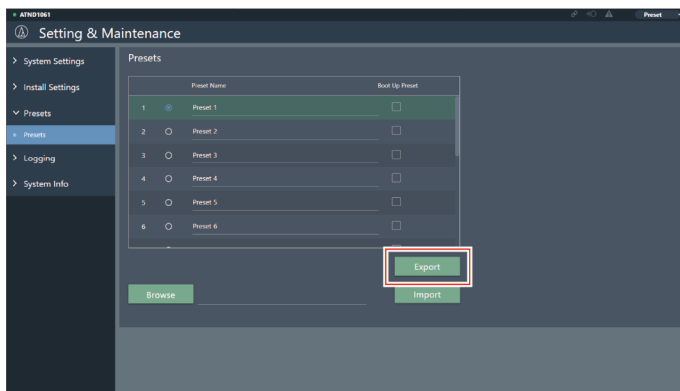 ATND1061
Preset
Setting & Maintenance
System Settings
Install Settings
Presets
Presets
Logging
System Info
Presets
Preset Name Boot Up Preset
1 Preset 1
2 Preset 2
3 Preset 3
4 Preset 4
5 Preset 5
6 Preset 6
Export
Browse
Import